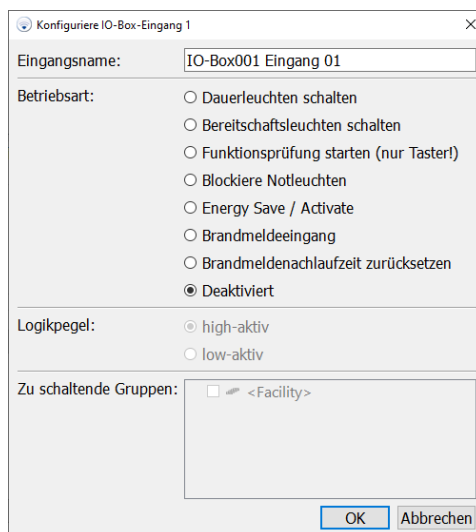 Konfiguriere IO-Box-Eingang 1
Eingangsname: IO-Box001 Eingang 01
Betriebsart: Dauerleuchten schalten
Bereitschaftsleuchten schalten
Funktionsprüfung starten (nur Taster!)
Blockiere Notleuchten
Energy Save / Activate
Brandmeldeeingang
Brandmeldenachlaufzeit zurücksetzen
Deaktiviert
Logikpegel: high-aktiv
low-aktiv
Zu schaltende Gruppen: <Facility>
OK Abbrechen